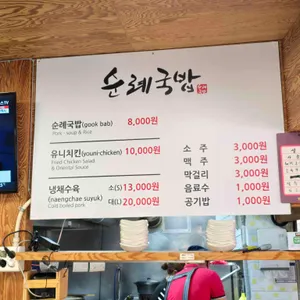 순례국밥
순례국밥(gook bab) 8,000원
Pork - soup & Rice
유니치킨(youni-chicken) 10,000원
Fried Chicken Salad
& Oriental Sauce
냉채수육 소(S) 13,000원
(naengchae suyuk) 대(L) 20,000원
Cold boiled pork
소 주 3,000원
맥 주 3,000원
막걸리 3,000원
음료수 1,000원
공기밥 1,000원